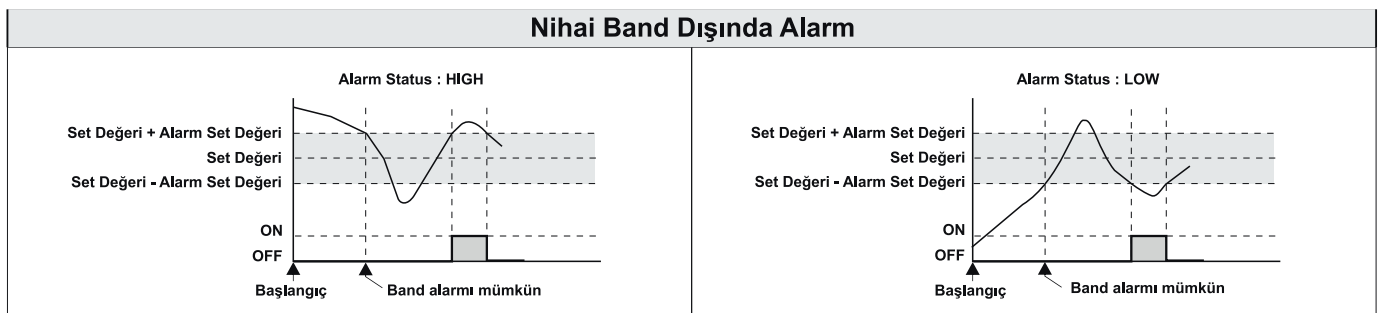 Nihai Band Dışında Alarm
Alarm Status : HIGH
Set Değeri + Alarm Set Değeri
Set Değeri
Set Değeri - Alarm Set Değeri
ON
OFF
Başlangıç
Band alarmı mümkün
Alarm Status : LOW
Set Değeri + Alarm Set Değeri
Set Değeri
Set Değeri - Alarm Set Değeri
ON
OFF
Başlangıç
Band alarmı mümkün